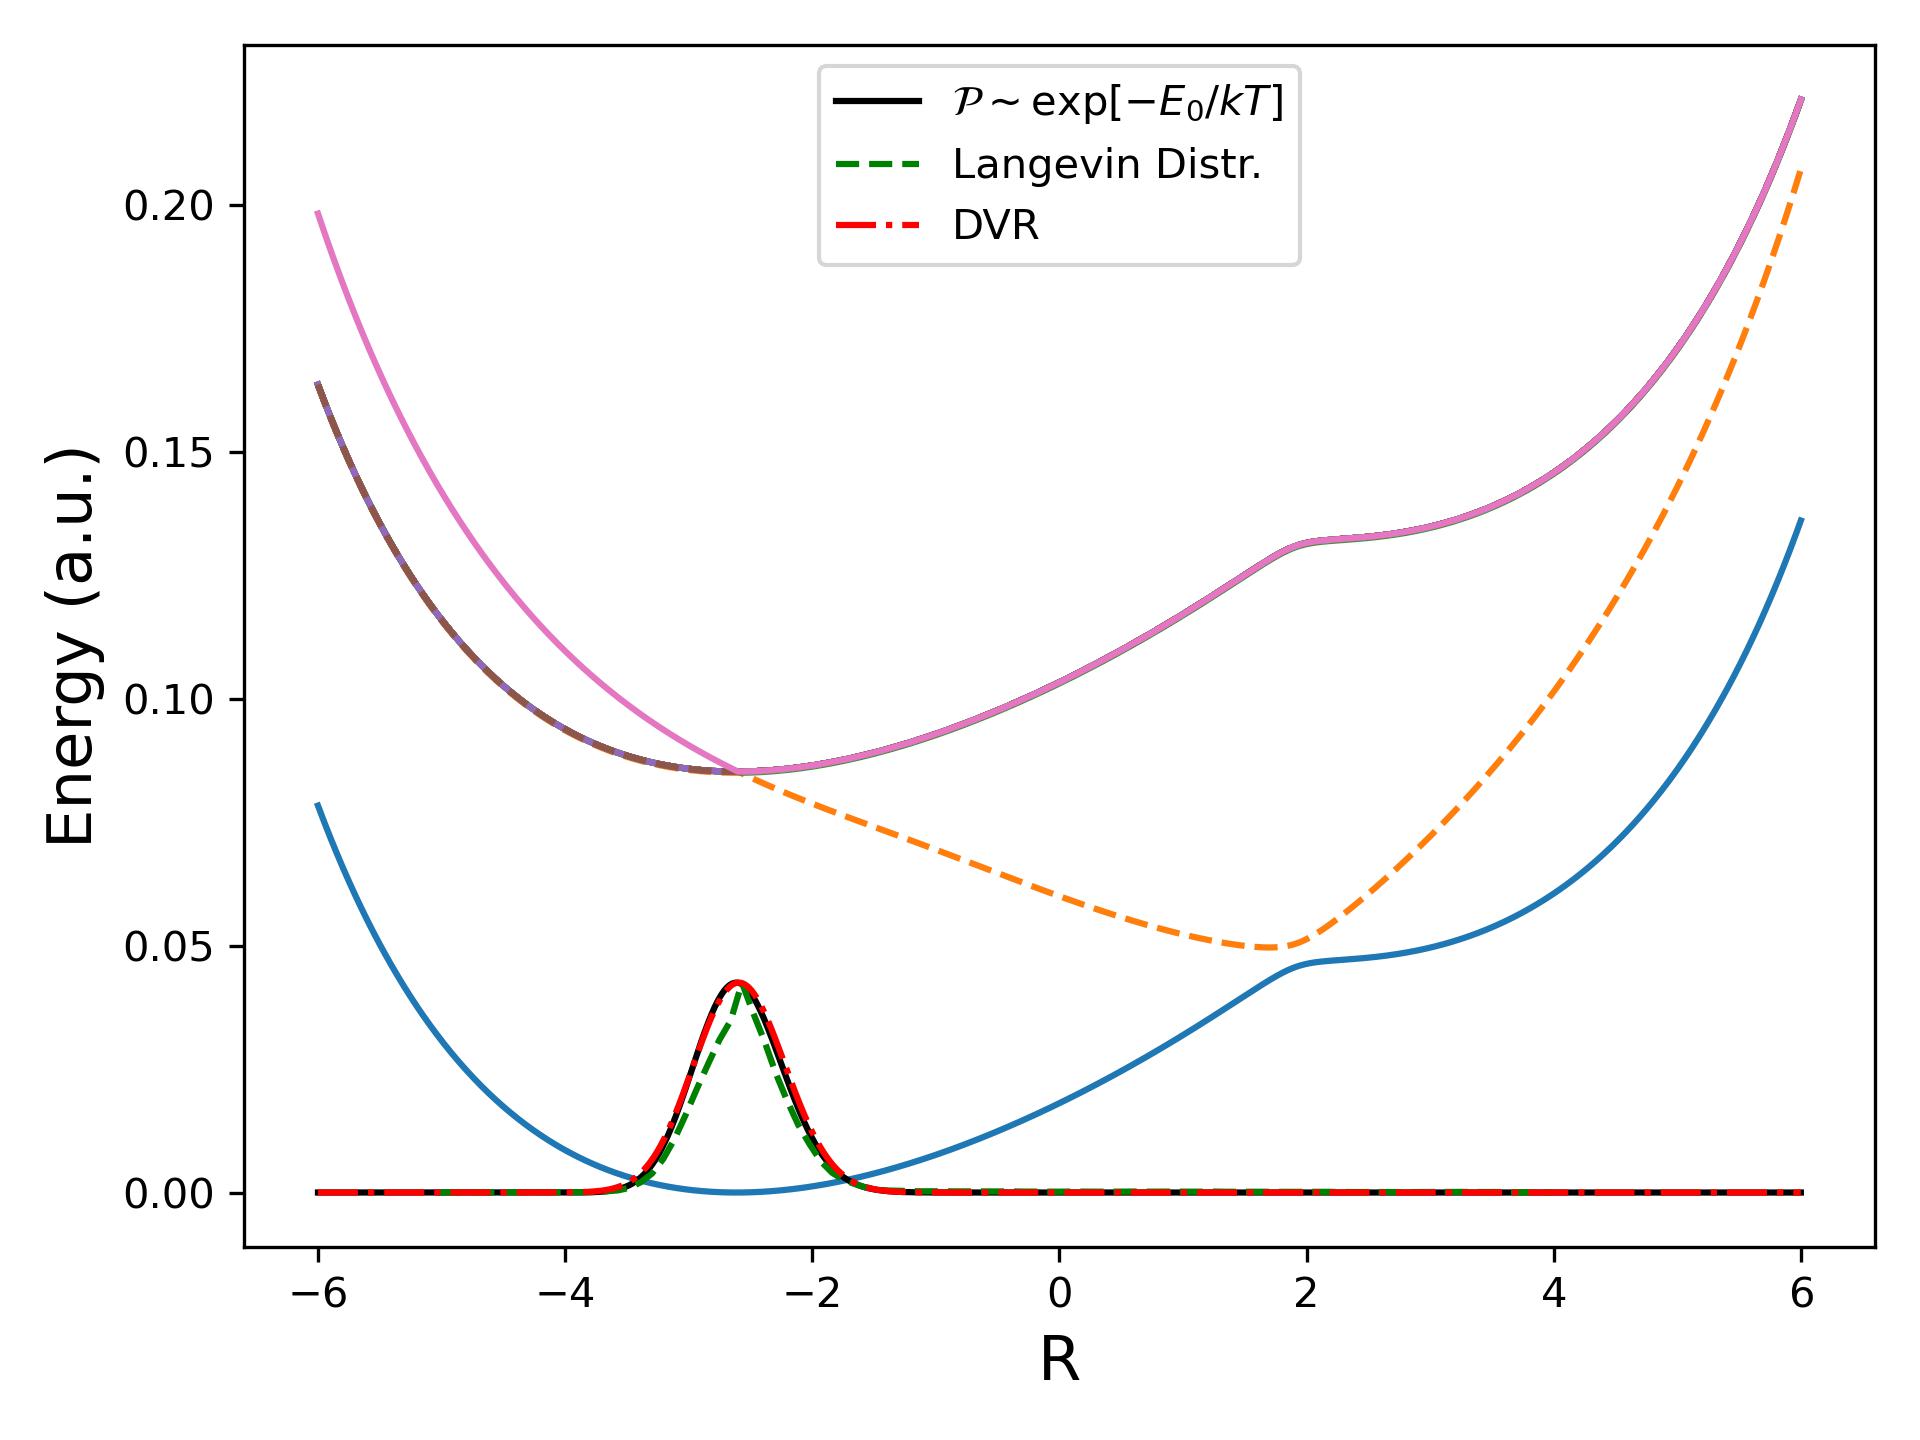 𝒫 ~ exp[−E₀/kT]
Langevin Distr.
DVR
Energy (a.u.)
0.20
0.15
0.10
0.05
0.00
−6 −4 −2 0 2 4 6
R